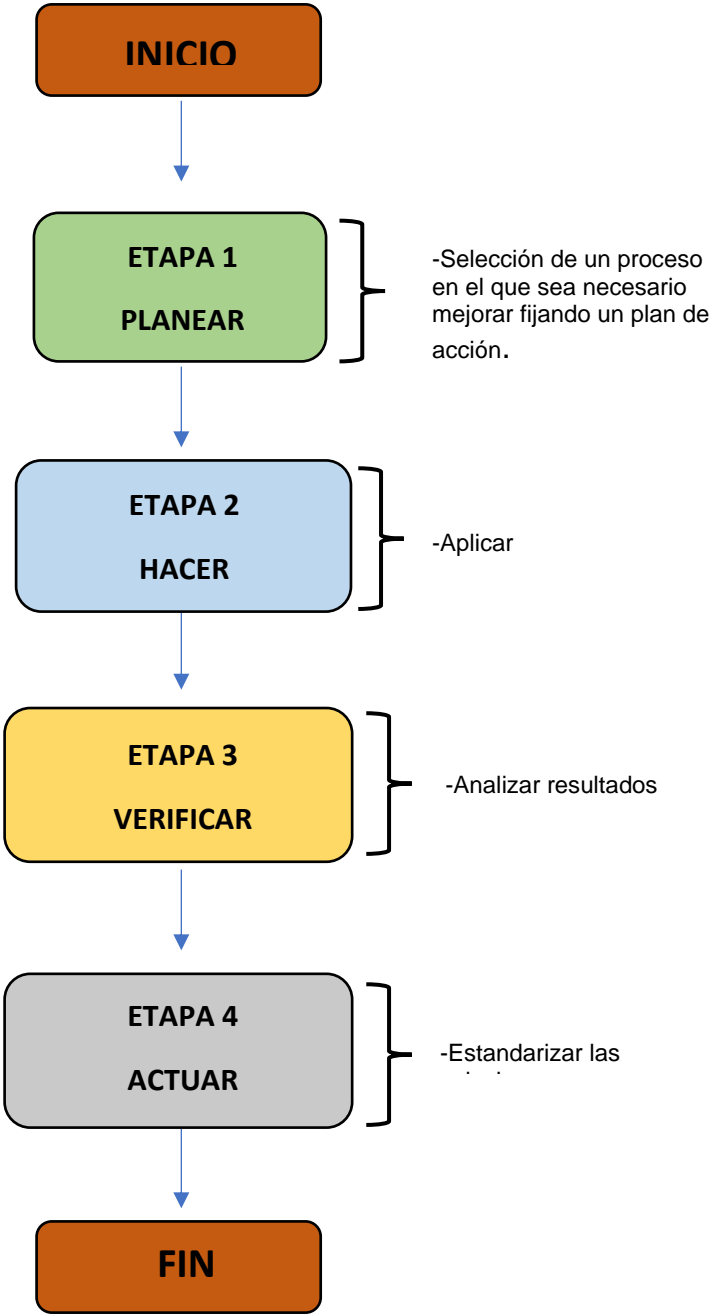 INICIO
ETAPA 1
PLANEAR
-Selección de un proceso
en el que sea necesario
mejorar fijando un plan de
acción.
ETAPA 2
HACER
-Aplicar
ETAPA 3
VERIFICAR
-Analizar resultados
ETAPA 4
ACTUAR
-Estandarizar las
FIN